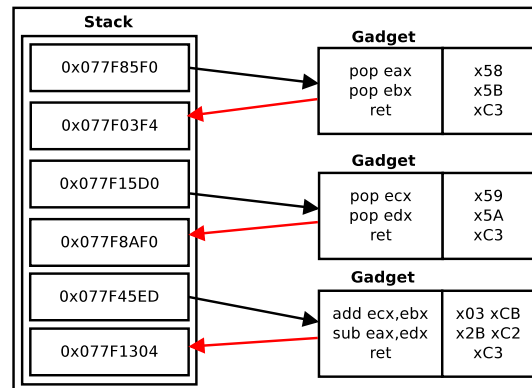 Stack
0x077F85F0
0x077F03F4
0x077F15D0
0x077F8AF0
0x077F45ED
0x077F1304
Gadget
pop eax x58
pop ebx x5B
ret xC3
Gadget
pop ecx x59
pop edx x5A
ret xC3
Gadget
add ecx,ebx x03 xCB
sub eax,edx x2B xC2
ret xC3